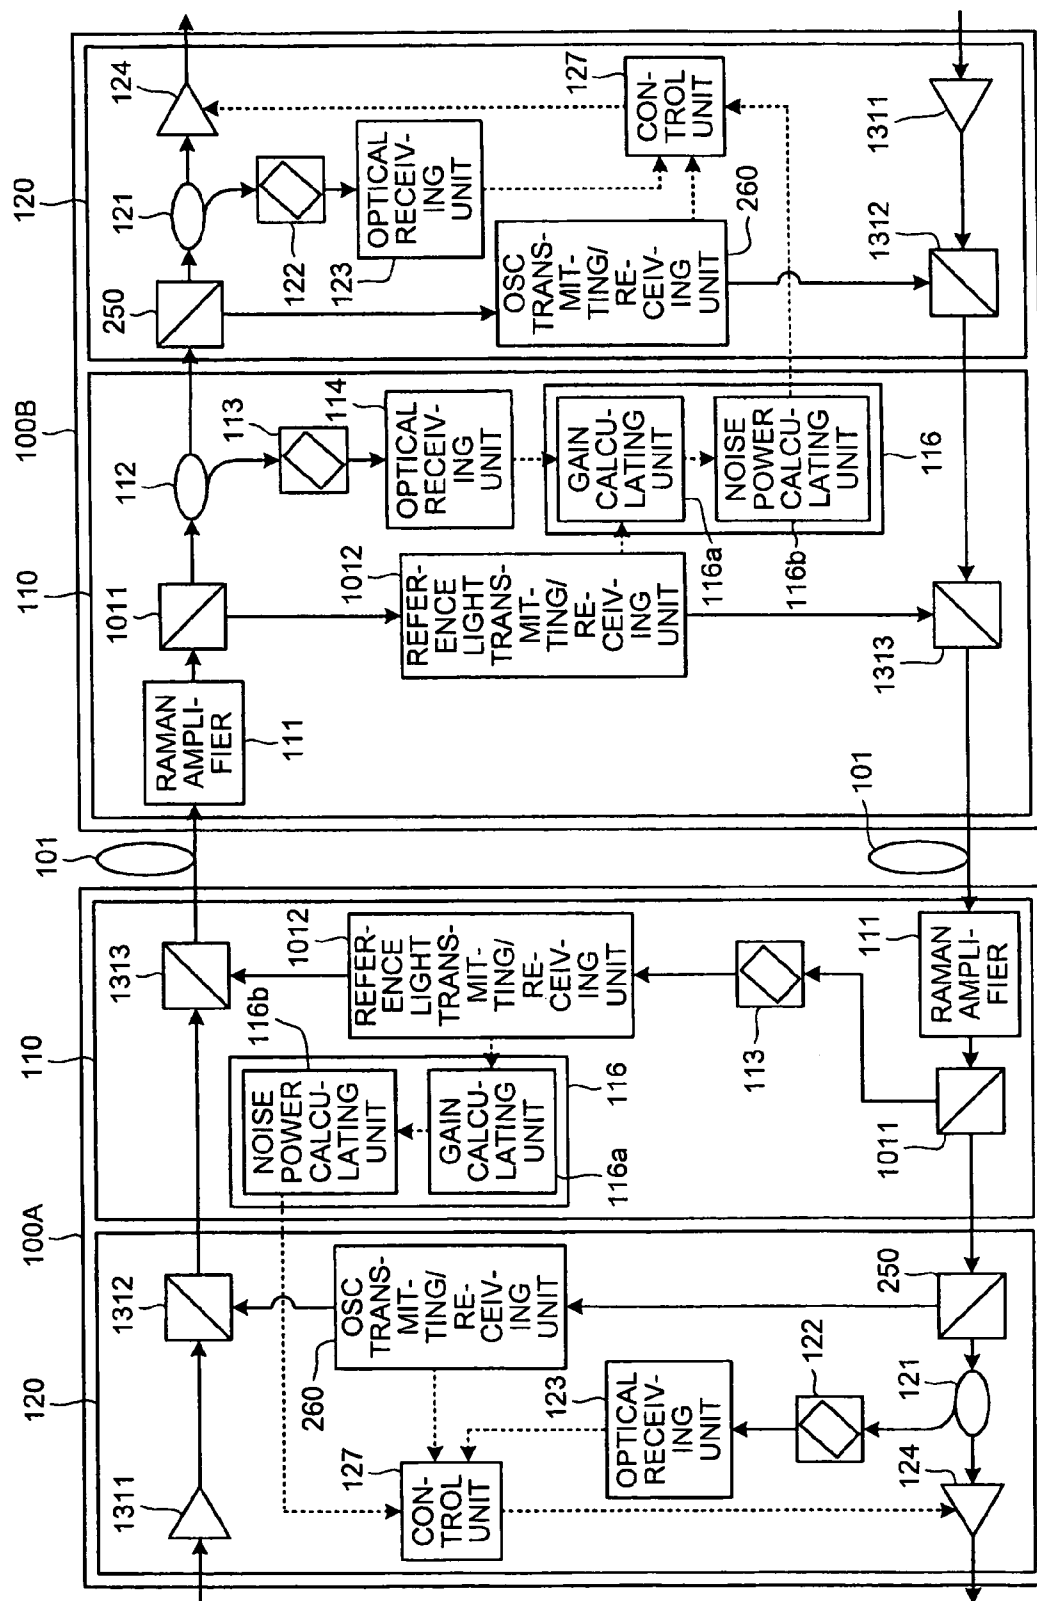 100A
120
1311
1312
260
OSC
TRANS-
MIT-
TING/
RE-
CEIV-
ING
UNIT
127
CON-
TROL
UNIT
123
OPTICAL
RECEIV-
ING
UNIT
122
121
124
250
110
1313
116b
NOISE
POWER
CALCU-
LATING
UNIT
GAIN
CALCU-
LATING
UNIT
116a
116
1012
REFER-
ENCE
LIGHT
TRANS-
MIT-
TING/
RE-
CEIV-
ING
UNIT
113
111
RAMAN
AMPLI-
FIER
1011
101
101
100B
110
RAMAN
AMPLI-
FIER
111
1011
112
113
114
OPTICAL
RECEIV-
ING
UNIT
1012
REFER-
ENCE
LIGHT
TRANS-
MIT-
TING/
RE-
CEIV-
ING
UNIT
GAIN
CALCU-
LATING
UNIT
116a
NOISE
POWER
CALCU-
LATING
UNIT
116b
116
1313
120
250
121
124
122
123
OPTICAL
RECEIV-
ING
UNIT
127
CON-
TROL
UNIT
OSC
TRANS-
MIT-
TING/
RE-
CEIV-
ING
UNIT
260
1312
1311